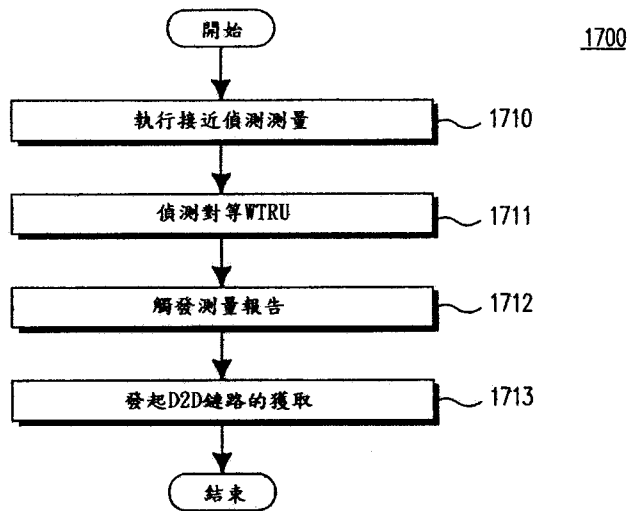 開始
1700
執行接近偵測測量
1710
偵測對等WTRU
1711
觸發測量報告
1712
發起D2D鏈路的獲取
1713
結束